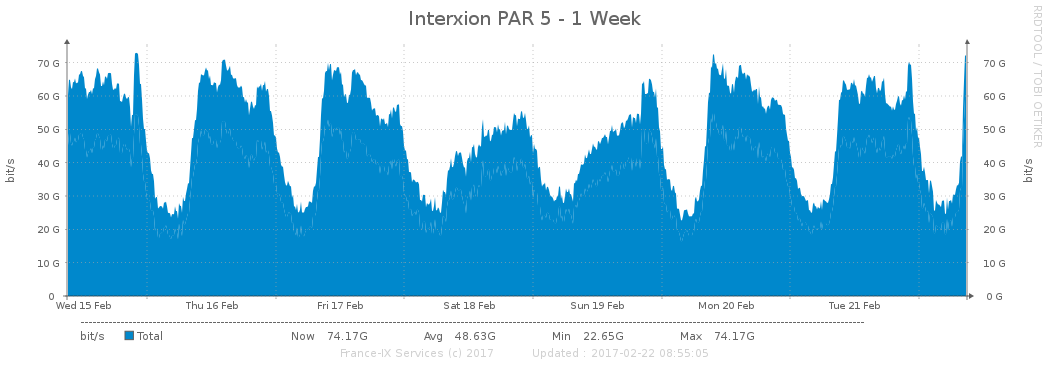 Interxion PAR 5 - 1 Week
RRDTOOL / TOBI OETIKER
bit/s
70 G
60 G
50 G
40 G
30 G
20 G
10 G
0
70 G
60 G
50 G
40 G
30 G
20 G
10 G
0 G
bit/s
Wed 15 Feb Thu 16 Feb Fri 17 Feb Sat 18 Feb Sun 19 Feb Mon 20 Feb Tue 21 Feb
bit/s Total Now 74.17G Avg 48.63G Min 22.65G Max 74.17G
France-IX Services (c) 2017 Updated : 2017-02-22 08:55:05